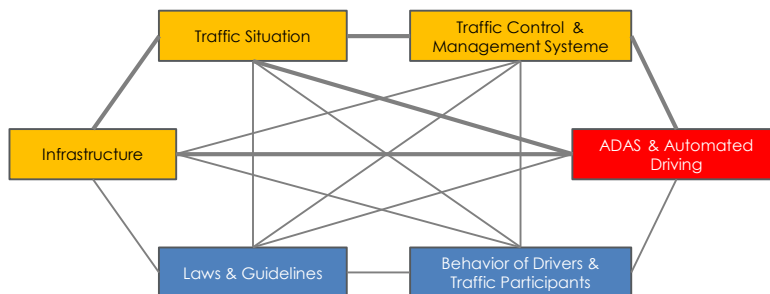 Traffic Situation
Traffic Control &
Management Systeme
Infrastructure
ADAS & Automated
Driving
Laws & Guidelines
Behavior of Drivers &
Traffic Participants